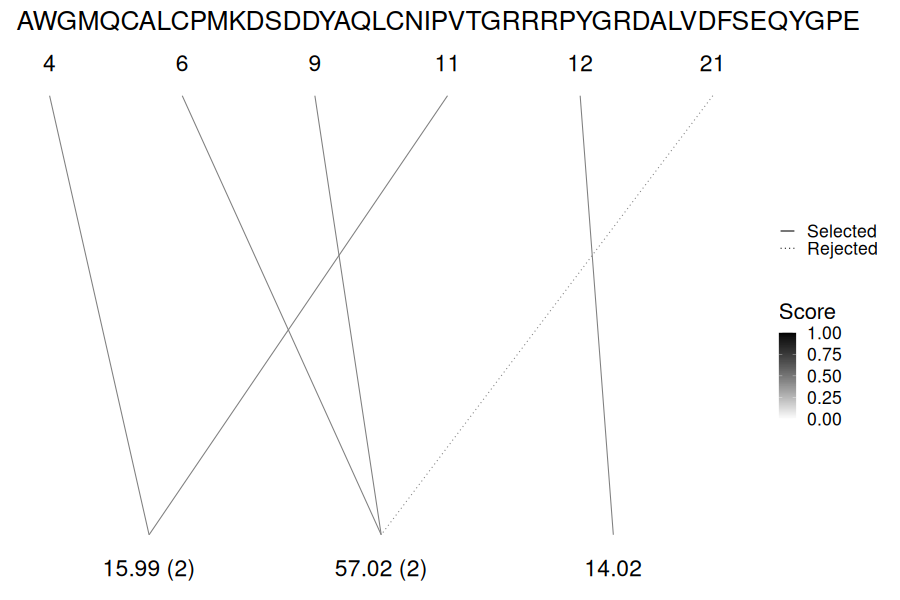 AWGMQCALCPMKDSDDYAQLCNIPVTGRRRPYGRDALVDFSEQYGPE
4 6 9 11 12 21
Selected
Rejected
Score
1.00
0.75
0.50
0.25
0.00
15.99 (2) 57.02 (2) 14.02